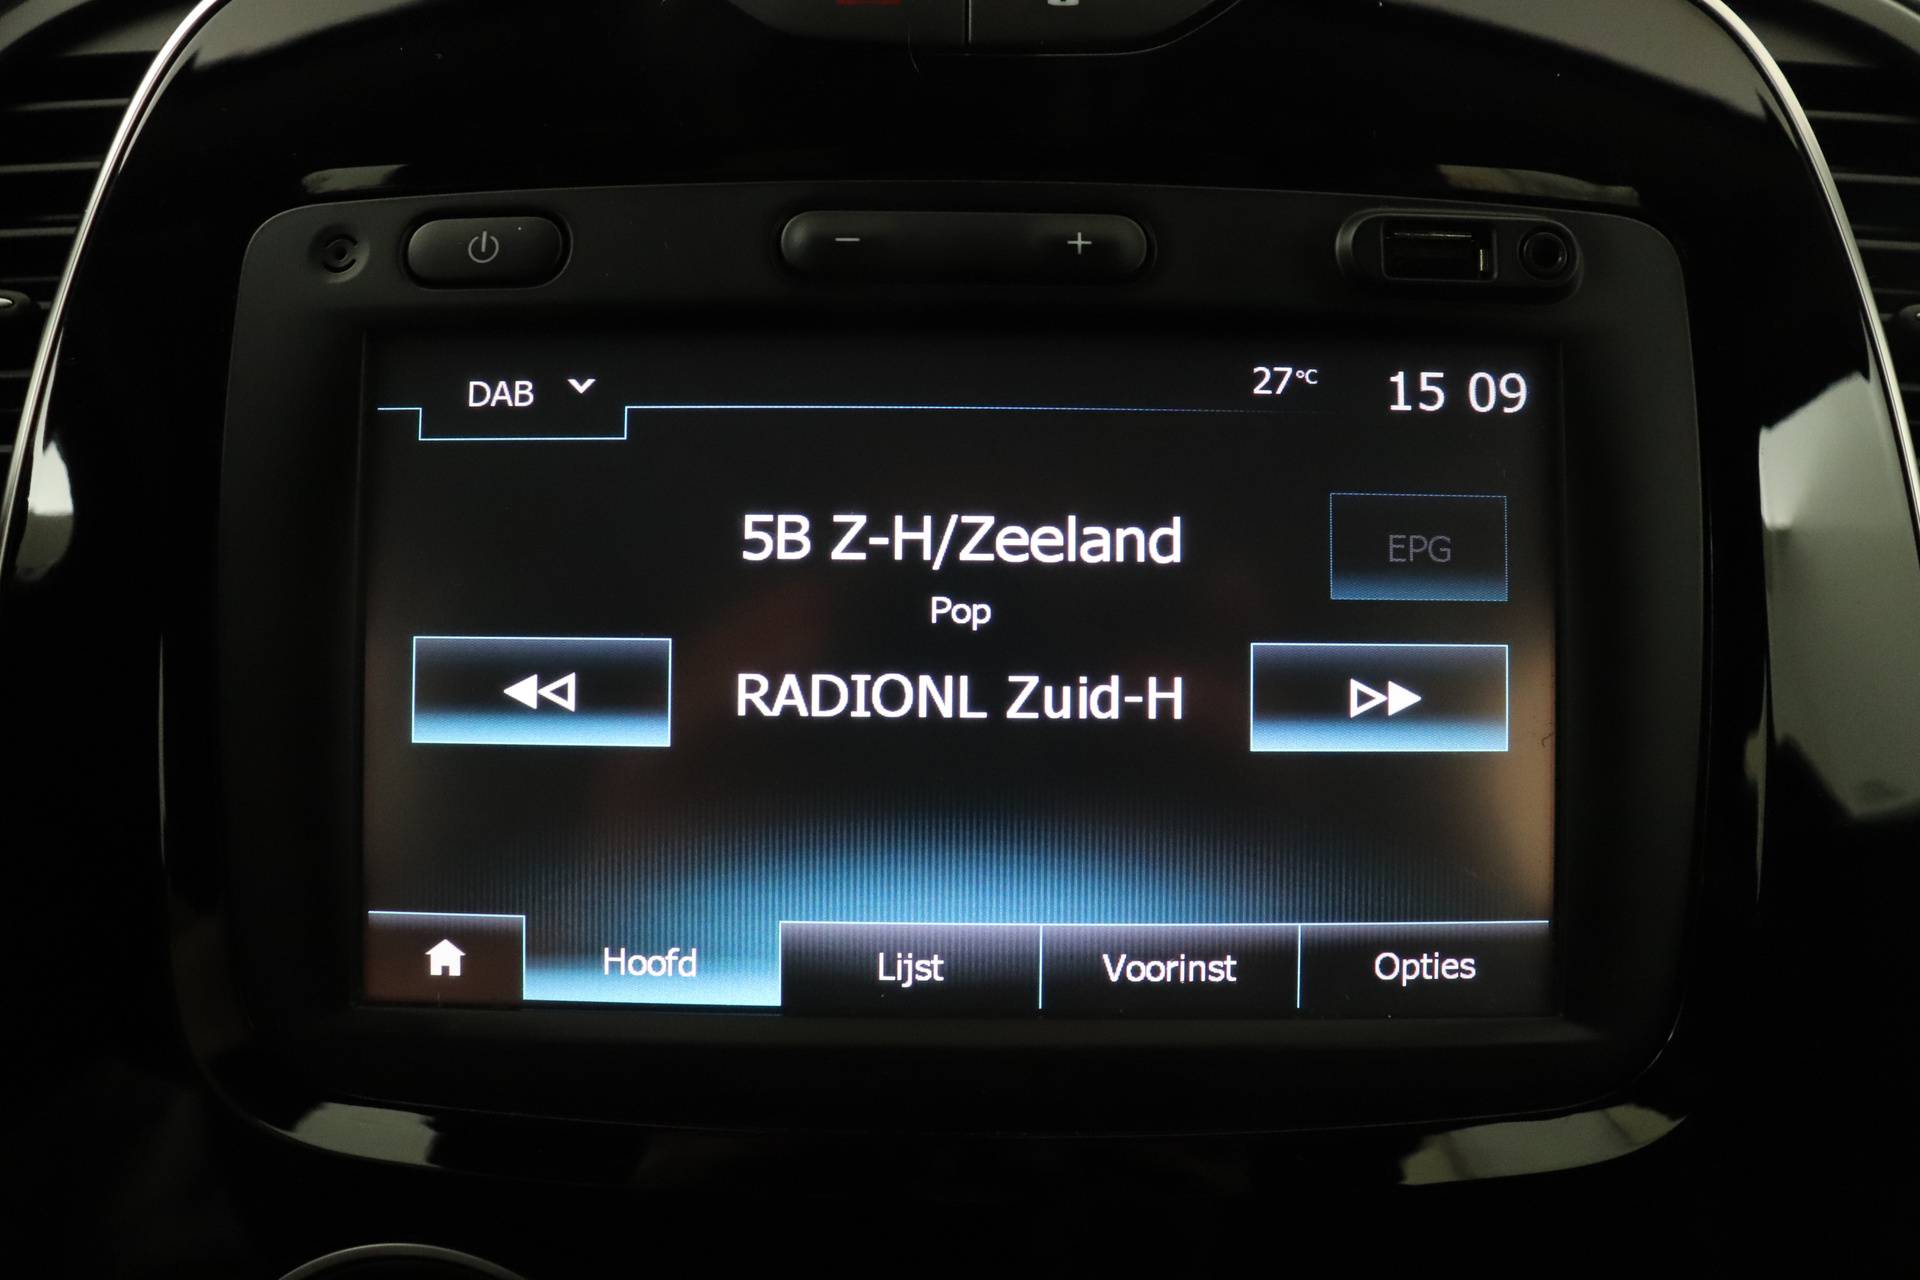 DAB
27°C
15 09
5B Z-H/Zeeland
EPG
Pop
RADIONL Zuid-H
Hoofd
Lijst
Voorinst
Opties